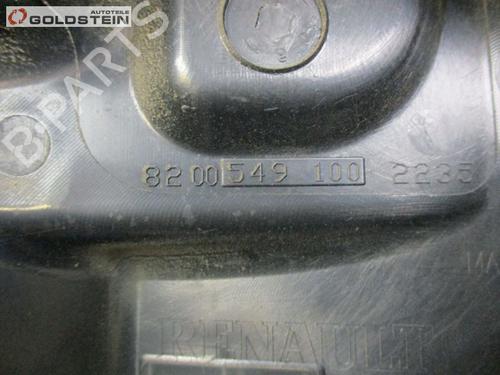 AUTOTEILE
GOLDSTEIN
B-PARTS
8200 549 100 2235
RENAULT